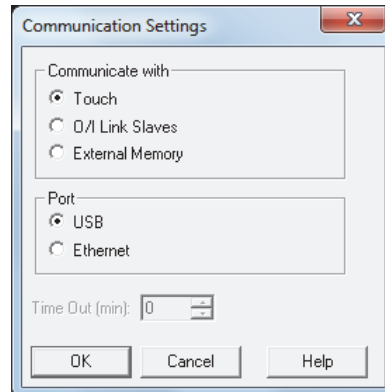 Communication Settings
Communicate with
Touch
O/I Link Slaves
External Memory
Port
USB
Ethernet
Time Out (min): 0
OK Cancel Help